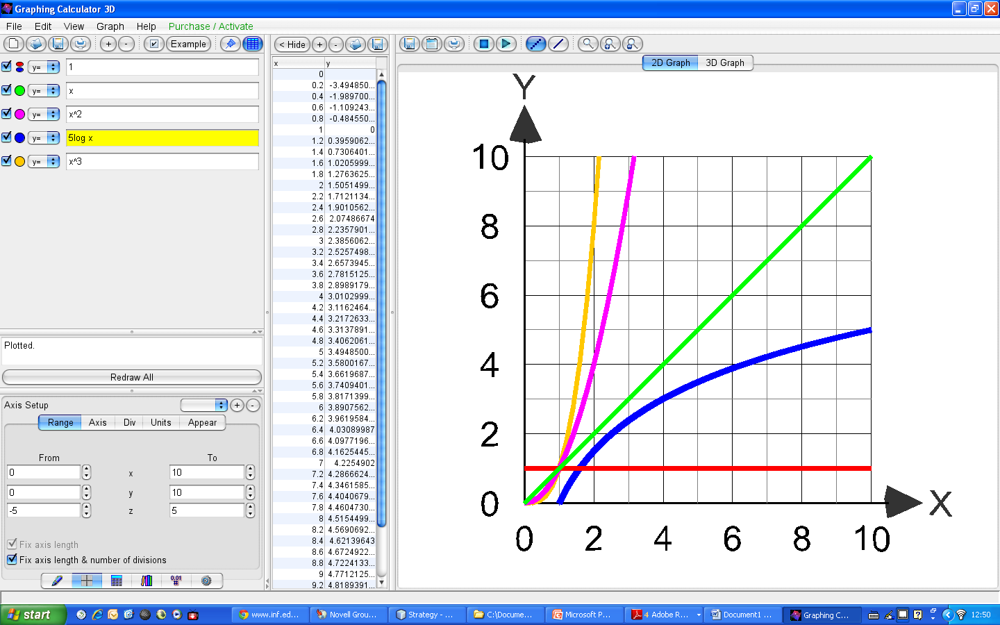 Graphing Calculator 3D
File Edit View Graph Help Purchase / Activate
+ - Example
< Hide + -
2D Graph 3D Graph
y= 1
y= x
y= x^2
y= 5log x
y= x^3
Plotted.
Redraw All
Axis Setup + -
Range Axis Div Units Appear
From To
0 x 10
0 y 10
-5 z 5
Fix axis length
Fix axis length & number of divisions
x y
0
0.2 -3.494850...
0.4 -1.989700...
0.6 -1.109243...
0.8 -0.484550...
1 0
1.2 0.3959062...
1.4 0.7306401...
1.6 1.0205999...
1.8 1.2763625...
2 1.5051499...
2.2 1.7121134...
2.4 1.9010562...
2.6 2.07486674
2.8 2.2357901...
3 2.3856062...
3.2 2.5257498...
3.4 2.6573945...
3.6 2.7815125...
3.8 2.8989179...
4 3.0102999...
4.2 3.1162464...
4.4 3.2172633...
4.6 3.3137891...
4.8 3.4062061...
5 3.4948500...
5.2 3.5800167...
5.4 3.6619687...
5.6 3.7409401...
5.8 3.8171399...
6 3.8907562...
6.2 3.9619584...
6.4 4.03089987
6.6 4.0977196...
6.8 4.1625445...
7 4.2254902
7.2 4.2866624...
7.4 4.3461585...
7.6 4.4040679...
7.8 4.4604730...
8 4.5154499...
8.2 4.5690692...
8.4 4.62139643
8.6 4.6724922...
8.8 4.7224133...
9 4.7712125...
9.2 4.8189391...
Y
10
8
6
4
2
0
X
0 2 4 6 8 10
start www.inf.ed... Novell Grou... Strategy - ... C:\Docume... Microsoft P... 4 Adobe R... Document1 ... Graphing C... 12:50